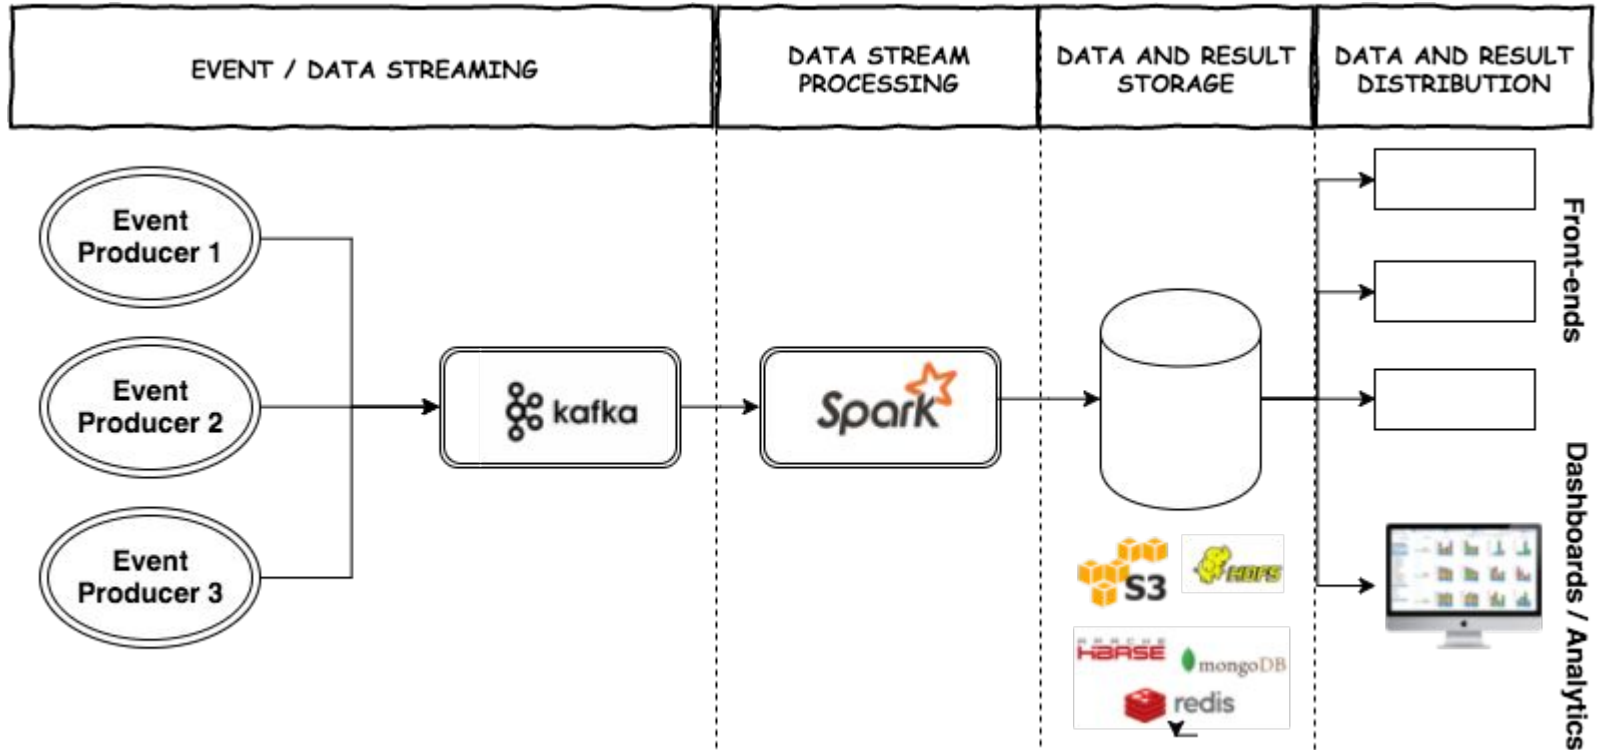 EVENT / DATA STREAMING
DATA STREAM
PROCESSING
DATA AND RESULT
STORAGE
DATA AND RESULT
DISTRIBUTION
Event
Producer 1
Event
Producer 2
Event
Producer 3
kafka
Spark
S3
HDFS
APACHE
HBASE
mongoDB
redis
Front-ends
Dashboards / Analytics